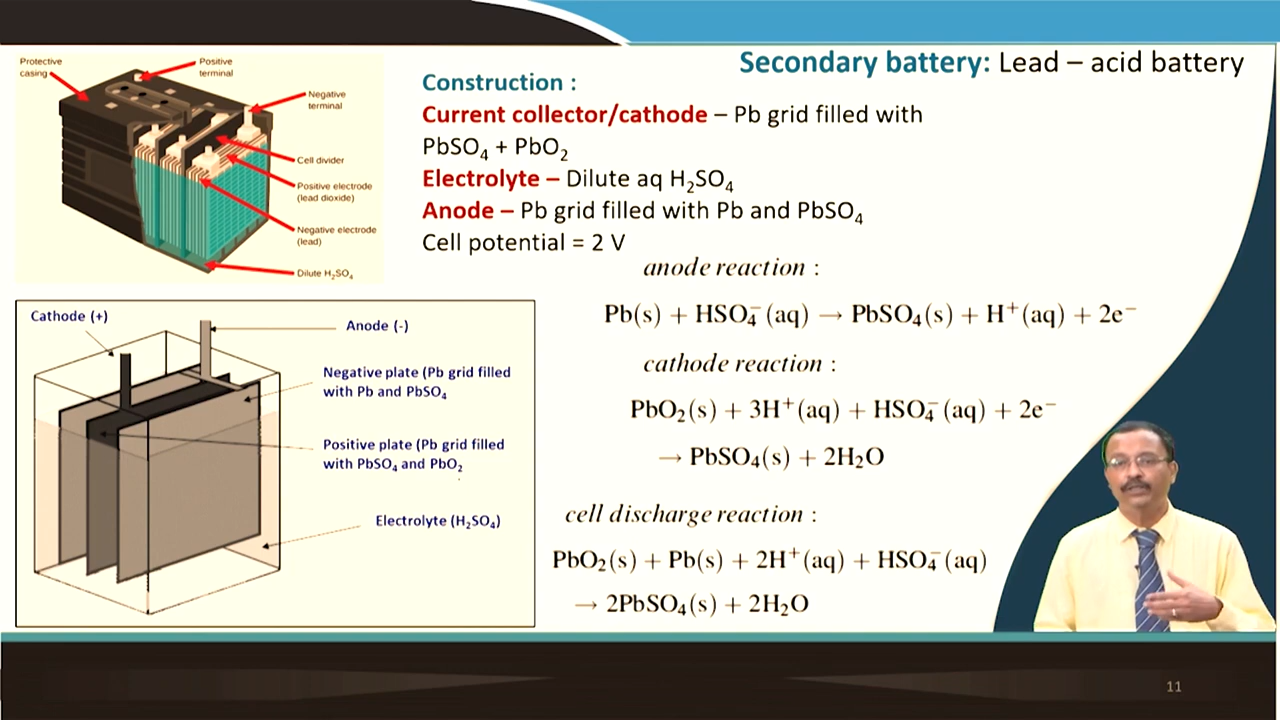 Secondary battery: Lead – acid battery
Protective
casing
Positive
terminal
Negative
terminal
Cell divider
Positive electrode
(lead dioxide)
Negative electrode
(lead)
Dilute H₂SO₄
Construction :
Current collector/cathode – Pb grid filled with
PbSO₄ + PbO₂
Electrolyte – Dilute aq H₂SO₄
Anode – Pb grid filled with Pb and PbSO₄
Cell potential = 2 V
anode reaction :
Pb(s) + HSO₄⁻(aq) → PbSO₄(s) + H⁺(aq) + 2e⁻
cathode reaction :
PbO₂(s) + 3H⁺(aq) + HSO₄⁻(aq) + 2e⁻
→ PbSO₄(s) + 2H₂O
cell discharge reaction :
PbO₂(s) + Pb(s) + 2H⁺(aq) + HSO₄⁻(aq)
→ 2PbSO₄(s) + 2H₂O
Cathode (+)
Anode (-)
Negative plate (Pb grid filled
with Pb and PbSO₄
Positive plate (Pb grid filled
with PbSO₄ and PbO₂
Electrolyte (H₂SO₄)
11